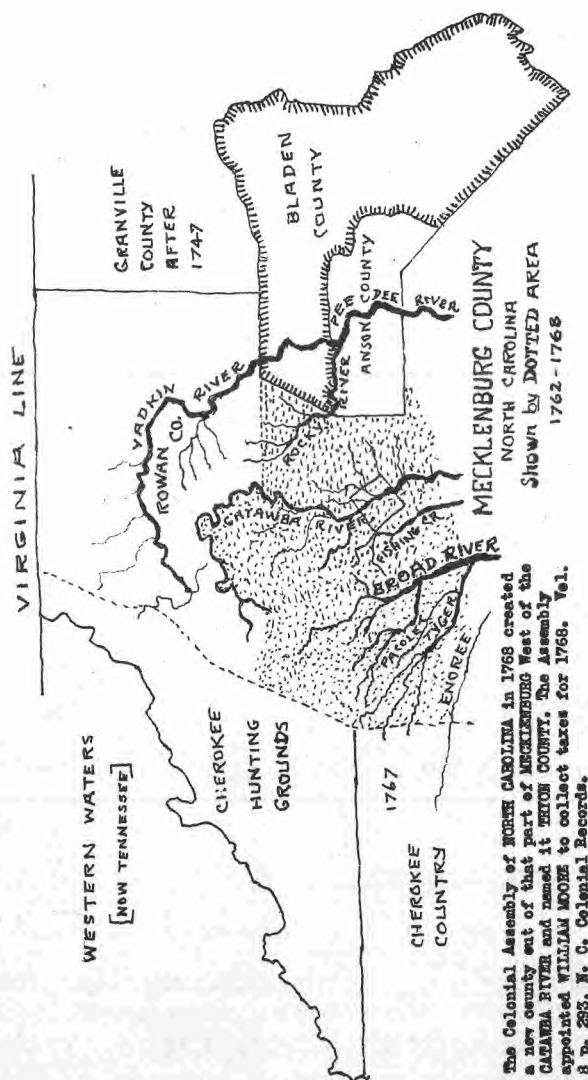 VIRGINIA LINE
WESTERN WATERS
[NOW TENNESSEE]
CHEROKEE
HUNTING
GROUNDS
1767
CHEROKEE
COUNTRY
GRANVILLE
COUNTY
AFTER
1747
YADKIN RIVER
ROWAN CO.
BLADEN
COUNTY
ROCKY RIVER
PEE DEE RIVER
ANSON COUNTY
CATAWBA RIVER
FISHING CR.
BROAD RIVER
PACOLET
TIGER
ENOREE
MECKLENBURG COUNTY
NORTH CAROLINA
Shown by DOTTED AREA
1762-1768
The Colonial Assembly of NORTH CAROLINA in 1768 created
a new county out of that part of MECKLENBURG West of the
CATAWBA RIVER and named it TRYON COUNTY. The Assembly
appointed WILLIAM MOORE to collect taxes for 1768. Vol.
p. 293, N. C. Colonial Records.